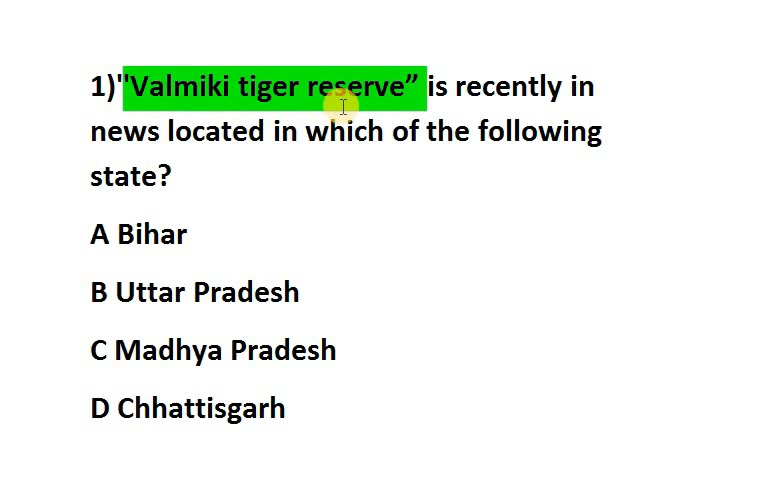 1)''Valmiki tiger reserve” is recently in
news located in which of the following
state?
A Bihar
B Uttar Pradesh
C Madhya Pradesh
D Chhattisgarh